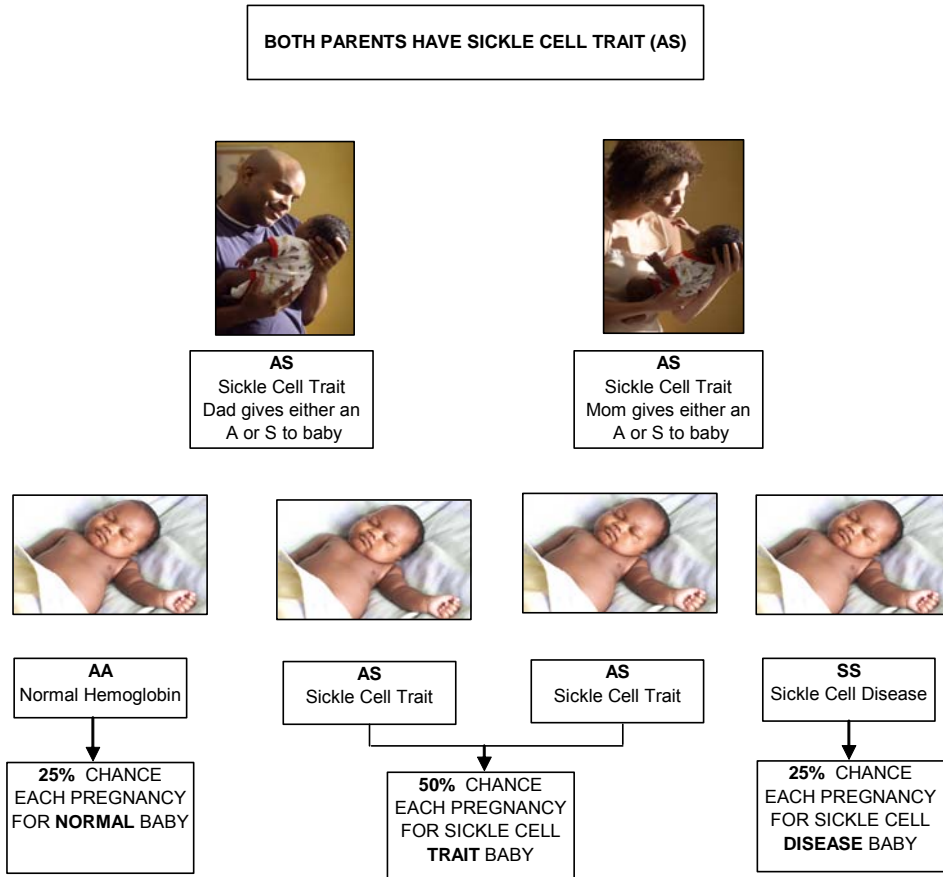 BOTH PARENTS HAVE SICKLE CELL TRAIT (AS)
AS
Sickle Cell Trait
Dad gives either an
A or S to baby
AS
Sickle Cell Trait
Mom gives either an
A or S to baby
AA
Normal Hemoglobin
AS
Sickle Cell Trait
AS
Sickle Cell Trait
SS
Sickle Cell Disease
25% CHANCE
EACH PREGNANCY
FOR NORMAL BABY
50% CHANCE
EACH PREGNANCY
FOR SICKLE CELL
TRAIT BABY
25% CHANCE
EACH PREGNANCY
FOR SICKLE CELL
DISEASE BABY